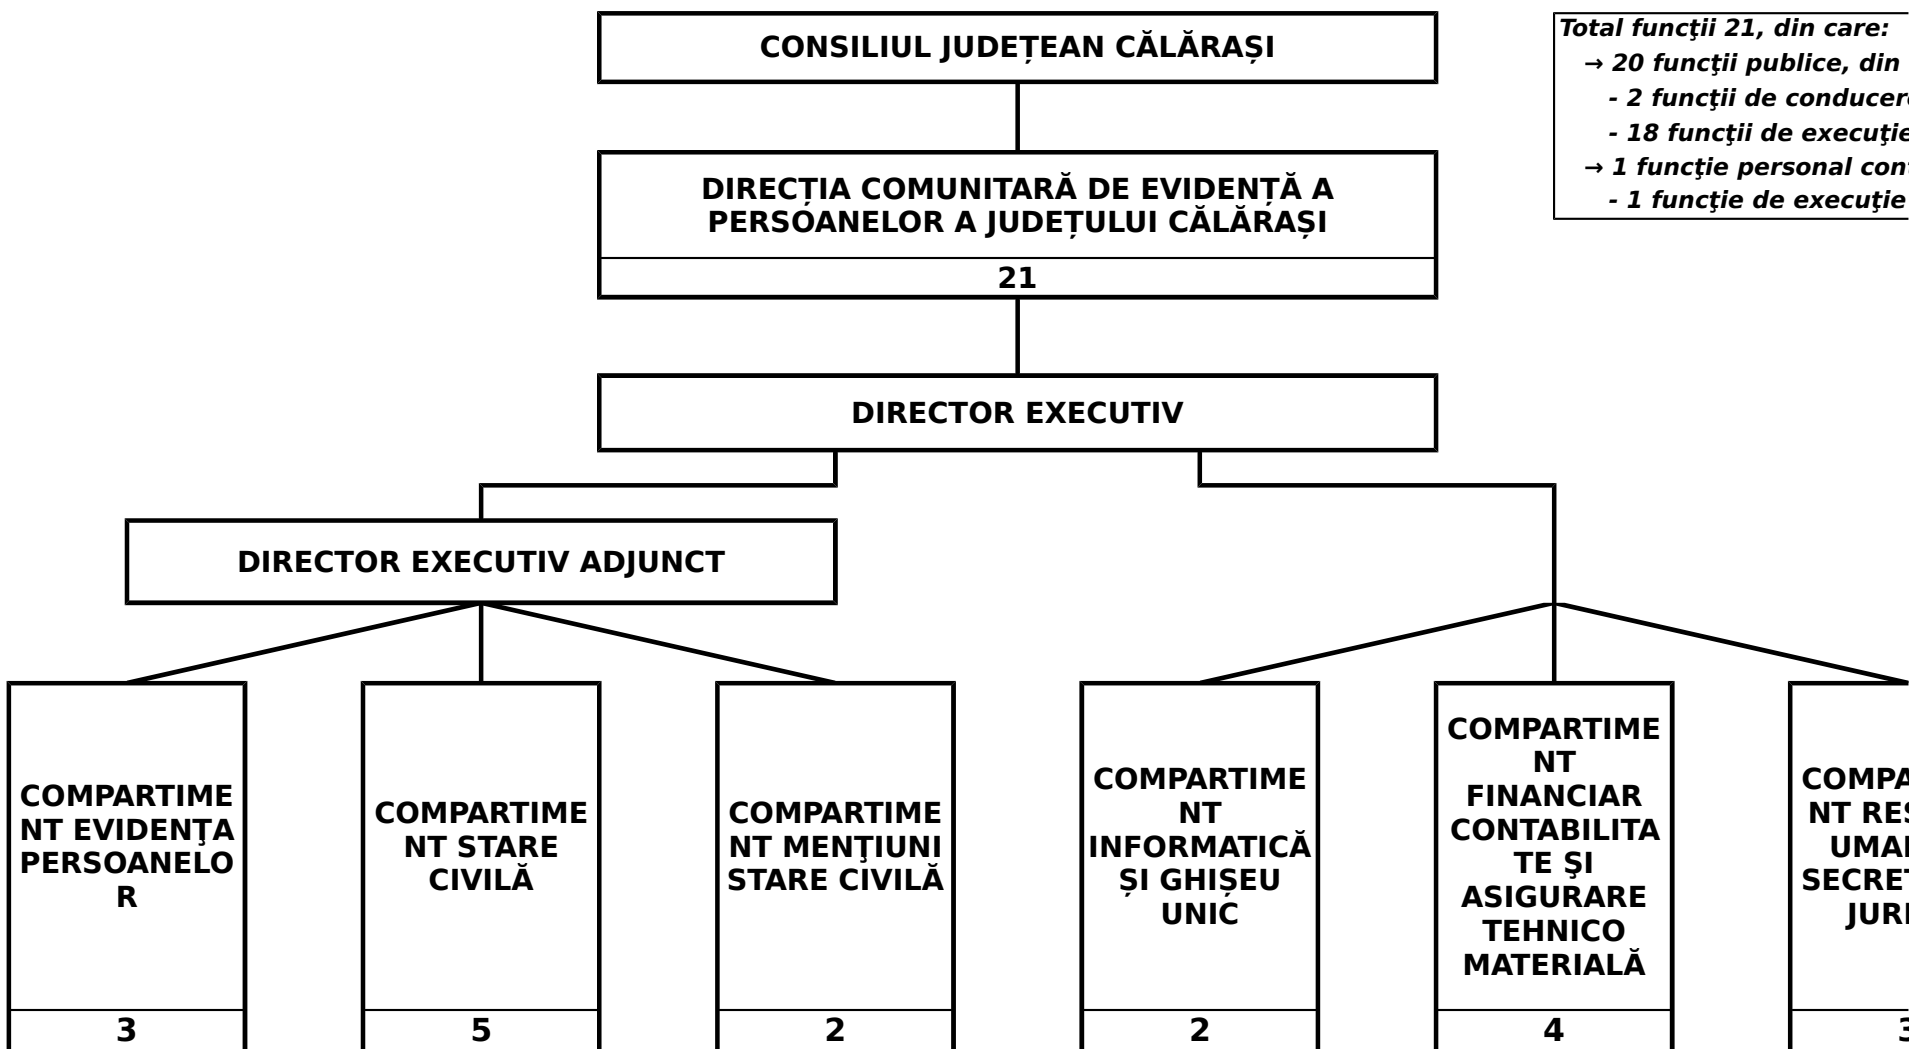 CONSILIUL JUDEȚEAN CĂLĂRAȘI
Total funcţii 21, din care:
→ 20 funcţii publice, din
- 2 funcţii de conducere
- 18 funcţii de execuţie
→ 1 funcţie personal
- 1 funcţie de execuţie
DIRECȚIA COMUNITARĂ DE EVIDENȚĂ A
PERSOANELOR A JUDEȚULUI CĂLĂRAȘI
21
DIRECTOR EXECUTIV
DIRECTOR EXECUTIV ADJUNCT
COMPARTIME
NT EVIDENŢA
PERSOANELO
R
3
COMPARTIME
NT STARE
CIVILĂ
5
COMPARTIME
NT MENŢIUNI
STARE CIVILĂ
2
COMPARTIME
NT
INFORMATICĂ
ȘI GHIȘEU
UNIC
2
COMPARTIME
NT
FINANCIAR
CONTABILITA
TE ŞI
ASIGURARE
TEHNICO
MATERIALĂ
4
NT
3